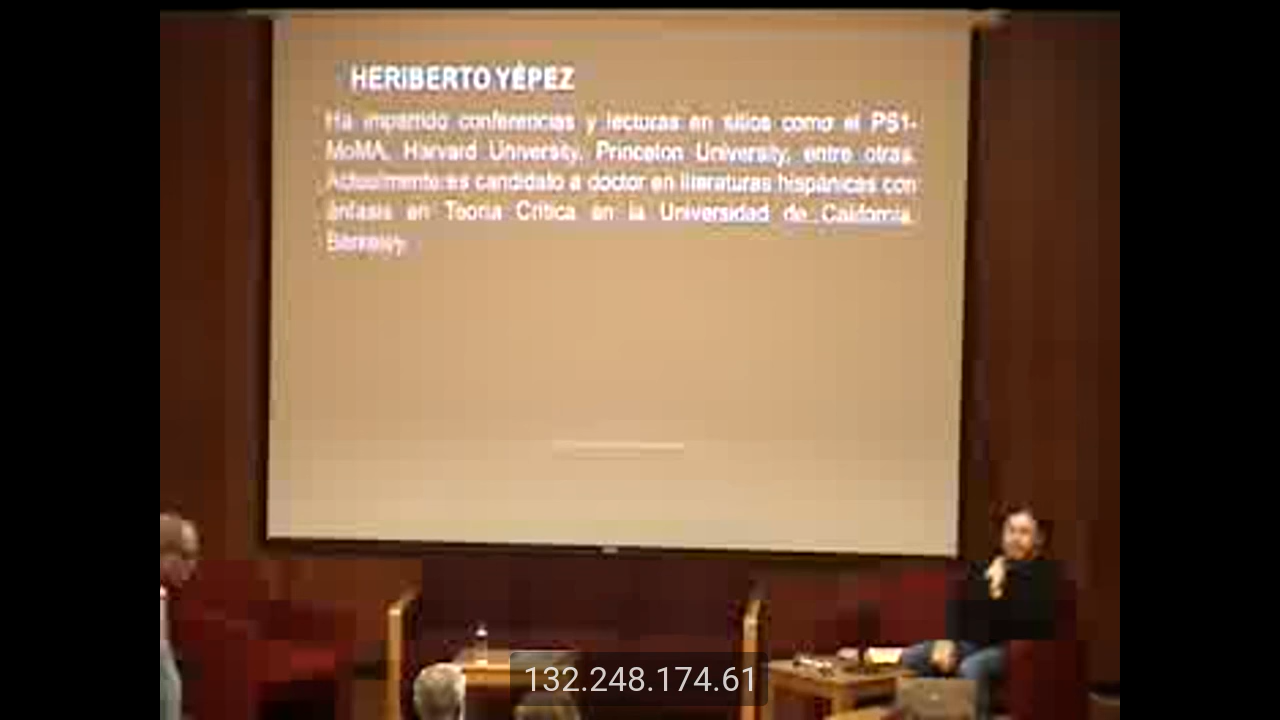 HERIBERTO YÉPEZ
Ha impartido conferencias y lecturas en sitios como el PS1-
MoMA, Harvard University, Princeton University, entre otras.
Actualmente es candidato a doctor en literaturas hispánicas con
énfasis en Teoría Crítica en la Universidad de California,
Berkeley.
132.248.174.61